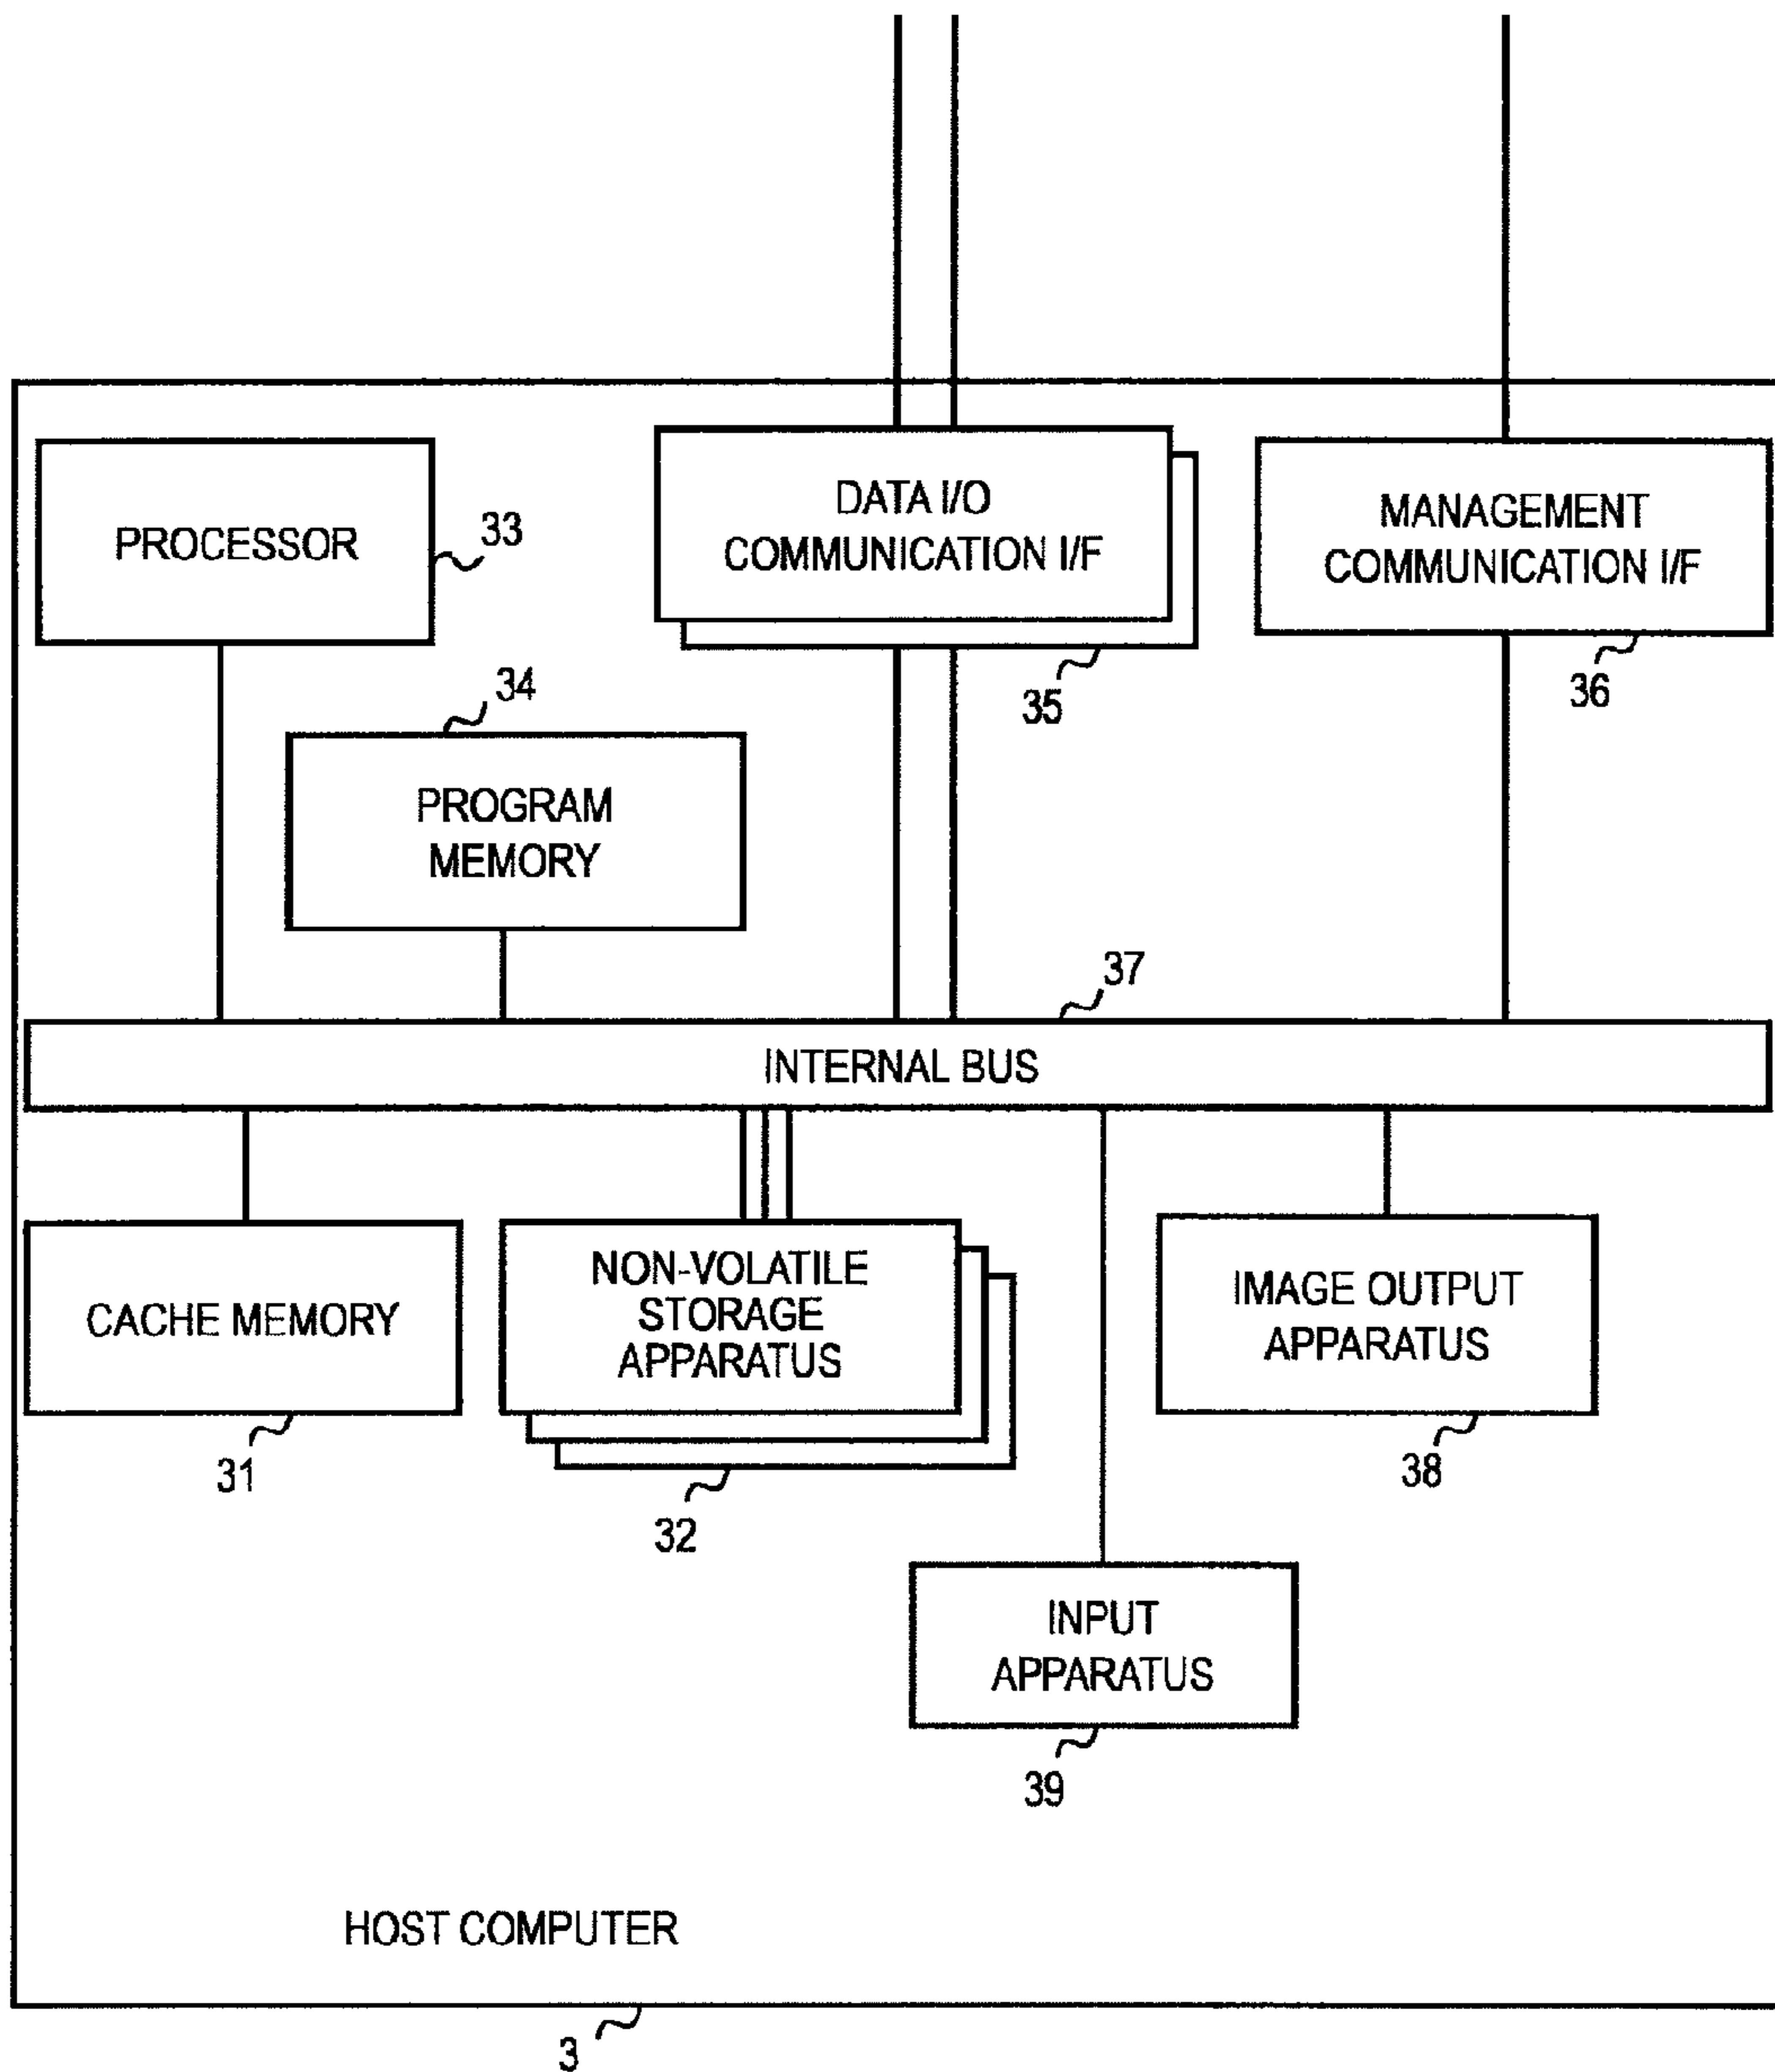 PROCESSOR
33
DATA I/O
COMMUNICATION I/F
35
MANAGEMENT
COMMUNICATION I/F
36
34
PROGRAM
MEMORY
37
INTERNAL BUS
CACHE MEMORY
31
NON-VOLATILE
STORAGE
APPARATUS
32
IMAGE OUTPUT
APPARATUS
38
INPUT
APPARATUS
39
HOST COMPUTER
3